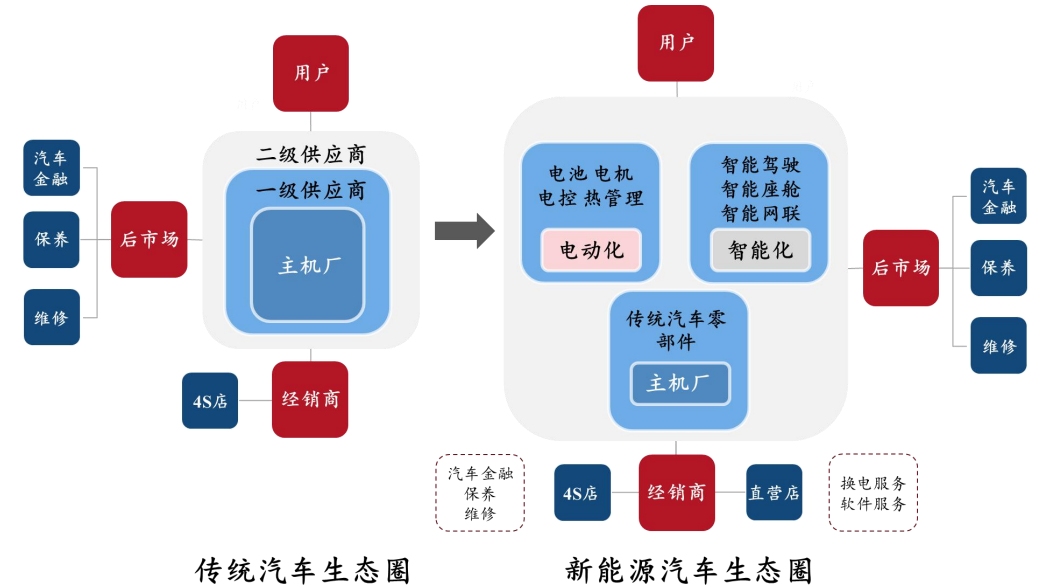 用户
二级供应商
一级供应商
主机厂
汽车
金融
保养
维修
后市场
4S店
经销商
传统汽车生态圈
用户
电池 电机
电控 热管理
电动化
智能驾驶
智能座舱
智能网联
智能化
传统汽车零
部件
主机厂
后市场
汽车
金融
保养
维修
汽车金融
保养
维修
4S店
经销商
直营店
换电服务
软件服务
新能源汽车生态圈